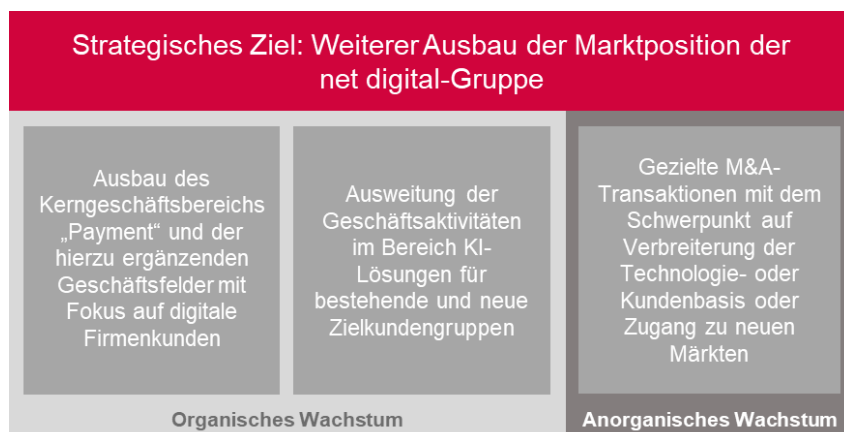 Strategisches Ziel: Weiterer Ausbau der Marktposition der
net digital-Gruppe
Ausbau des
Kerngeschäftsbereichs
„Payment“ und der
hierzu ergänzenden
Geschäftsfelder mit
Fokus auf digitale
Firmenkunden
Ausweitung der
Geschäftsaktivitäten
im Bereich KI-
Lösungen für
bestehende und neue
Zielkundengruppen
Gezielte M&A-
Transaktionen mit dem
Schwerpunkt auf
Verbreiterung der
Technologie- oder
Kundenbasis oder
Zugang zu neuen
Märkten
Organisches Wachstum
Anorganisches Wachstum